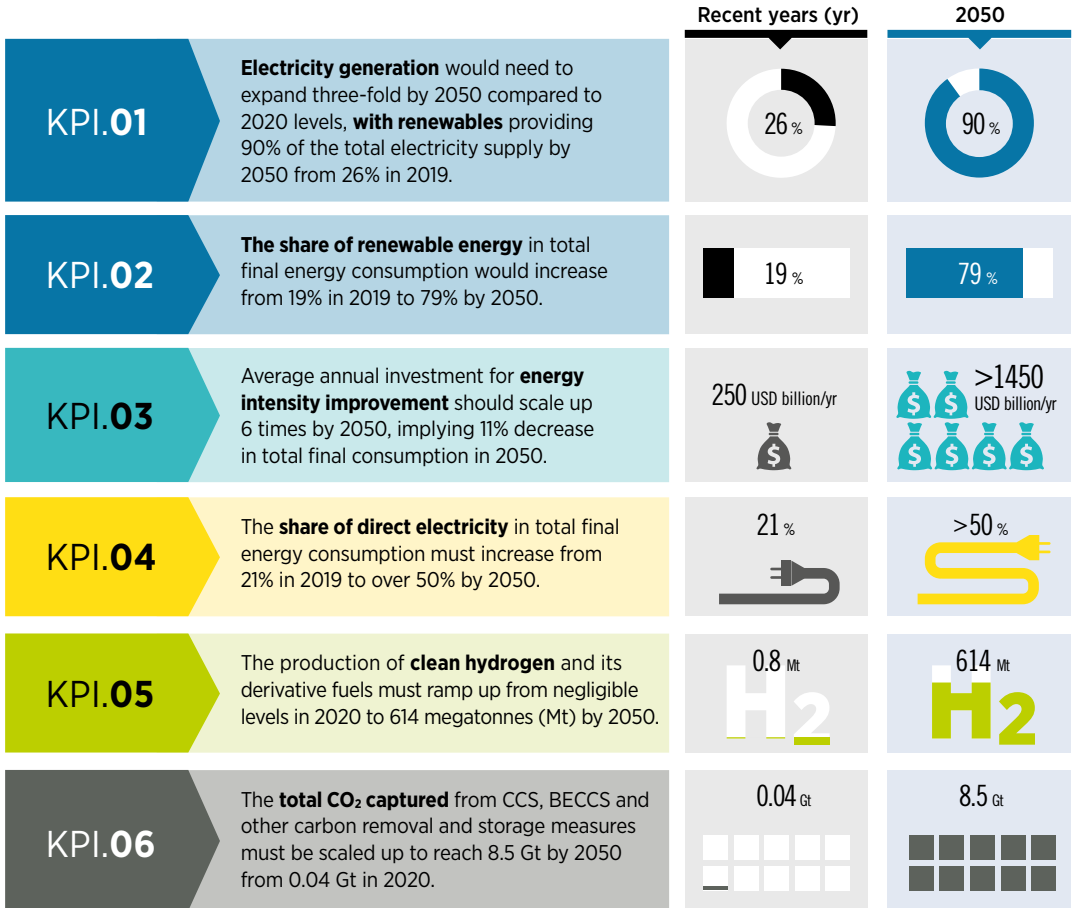 Recent years (yr)
2050
KPI.01
Electricity generation would need to
expand three-fold by 2050 compared to
2020 levels, with renewables providing
90% of the total electricity supply by
2050 from 26% in 2019.
26 %
90 %
KPI.02
The share of renewable energy in total
final energy consumption would increase
from 19% in 2019 to 79% by 2050.
19 %
79 %
KPI.03
Average annual investment for energy
intensity improvement should scale up
6 times by 2050, implying 11% decrease
in total final consumption in 2050.
250 USD billion/yr
$
>1450
USD billion/yr
$ $
$ $ $ $
KPI.04
The share of direct electricity in total final
energy consumption must increase from
21% in 2019 to over 50% by 2050.
21 %
>50 %
KPI.05
The production of clean hydrogen and its
derivative fuels must ramp up from negligible
levels in 2020 to 614 megatonnes (Mt) by 2050.
0.8 Mt
H2
614 Mt
H2
KPI.06
The total CO₂ captured from CCS, BECCS and
other carbon removal and storage measures
must be scaled up to reach 8.5 Gt by 2050
from 0.04 Gt in 2020.
0.04 Gt
8.5 Gt